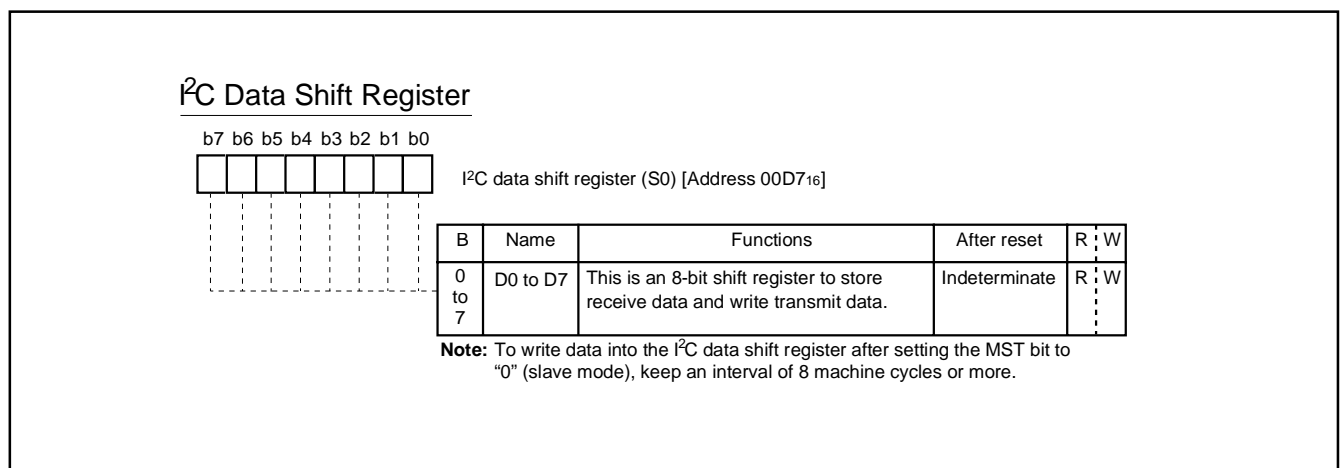 I²C Data Shift Register
b7 b6 b5 b4 b3 b2 b1 b0
I²C data shift register (S0) [Address 00D7₁₆]
B Name Functions After reset R W
0 to 7 D0 to D7 This is an 8-bit shift register to store Indeterminate R W
receive data and write transmit data.
Note: To write data into the I²C data shift register after setting the MST bit to
“0” (slave mode), keep an interval of 8 machine cycles or more.